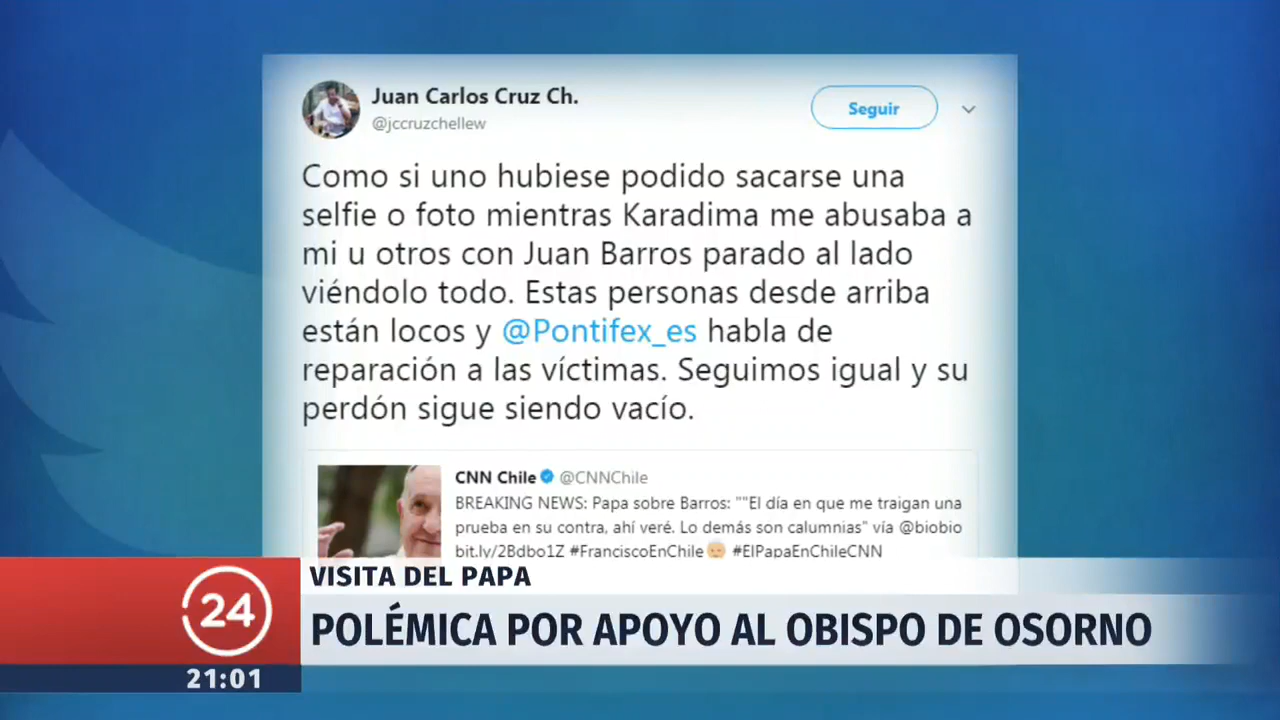 Juan Carlos Cruz Ch.
@jccruzchellew
Seguir
Como si uno hubiese podido sacarse una
selfie o foto mientras Karadima me abusaba a
mi u otros con Juan Barros parado al lado
viéndolo todo. Estas personas desde arriba
están locos y @Pontifex_es habla de
reparación a las víctimas. Seguimos igual y su
perdón sigue siendo vacío.
CNN Chile @CNNChile
BREAKING NEWS: Papa sobre Barros: ""El día en que me traigan una
prueba en su contra, ahí veré. Lo demás son calumnias" vía @biobio
bit.ly/2Bdbo1Z #FranciscoEnChile #ElPapaEnChileCNN
VISITA DEL PAPA
24
POLÉMICA POR APOYO AL OBISPO DE OSORNO
21:01